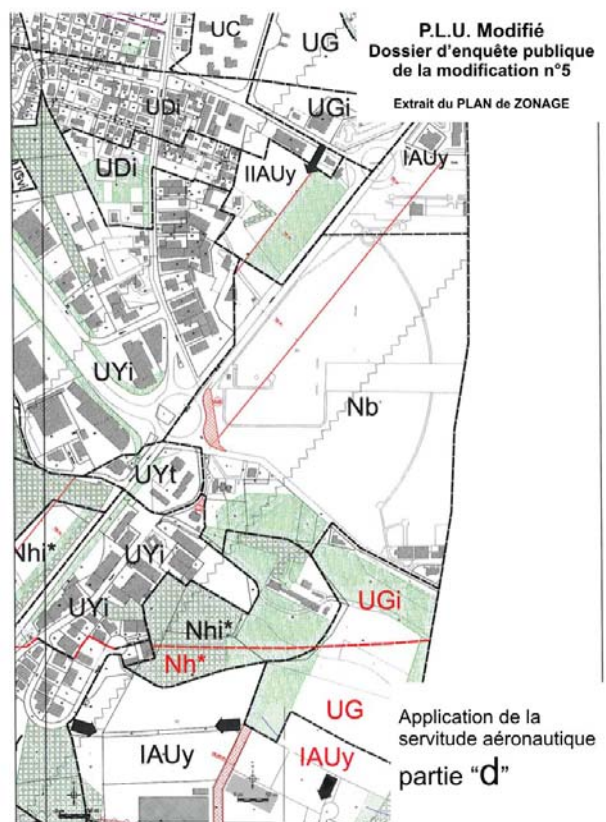 P.L.U. Modifié
Dossier d'enquête publique
de la modification n°5
Extrait du PLAN de ZONAGE
UC
UG
UDi
UGi
IAUy
UDi
IIAUy
UYi
Nb
UYt
Nhi*
UYi
UYi
UGi
Nhi*
Nh*
UG
IAUy
IAUy
Application de la
servitude aéronautique
partie “d”